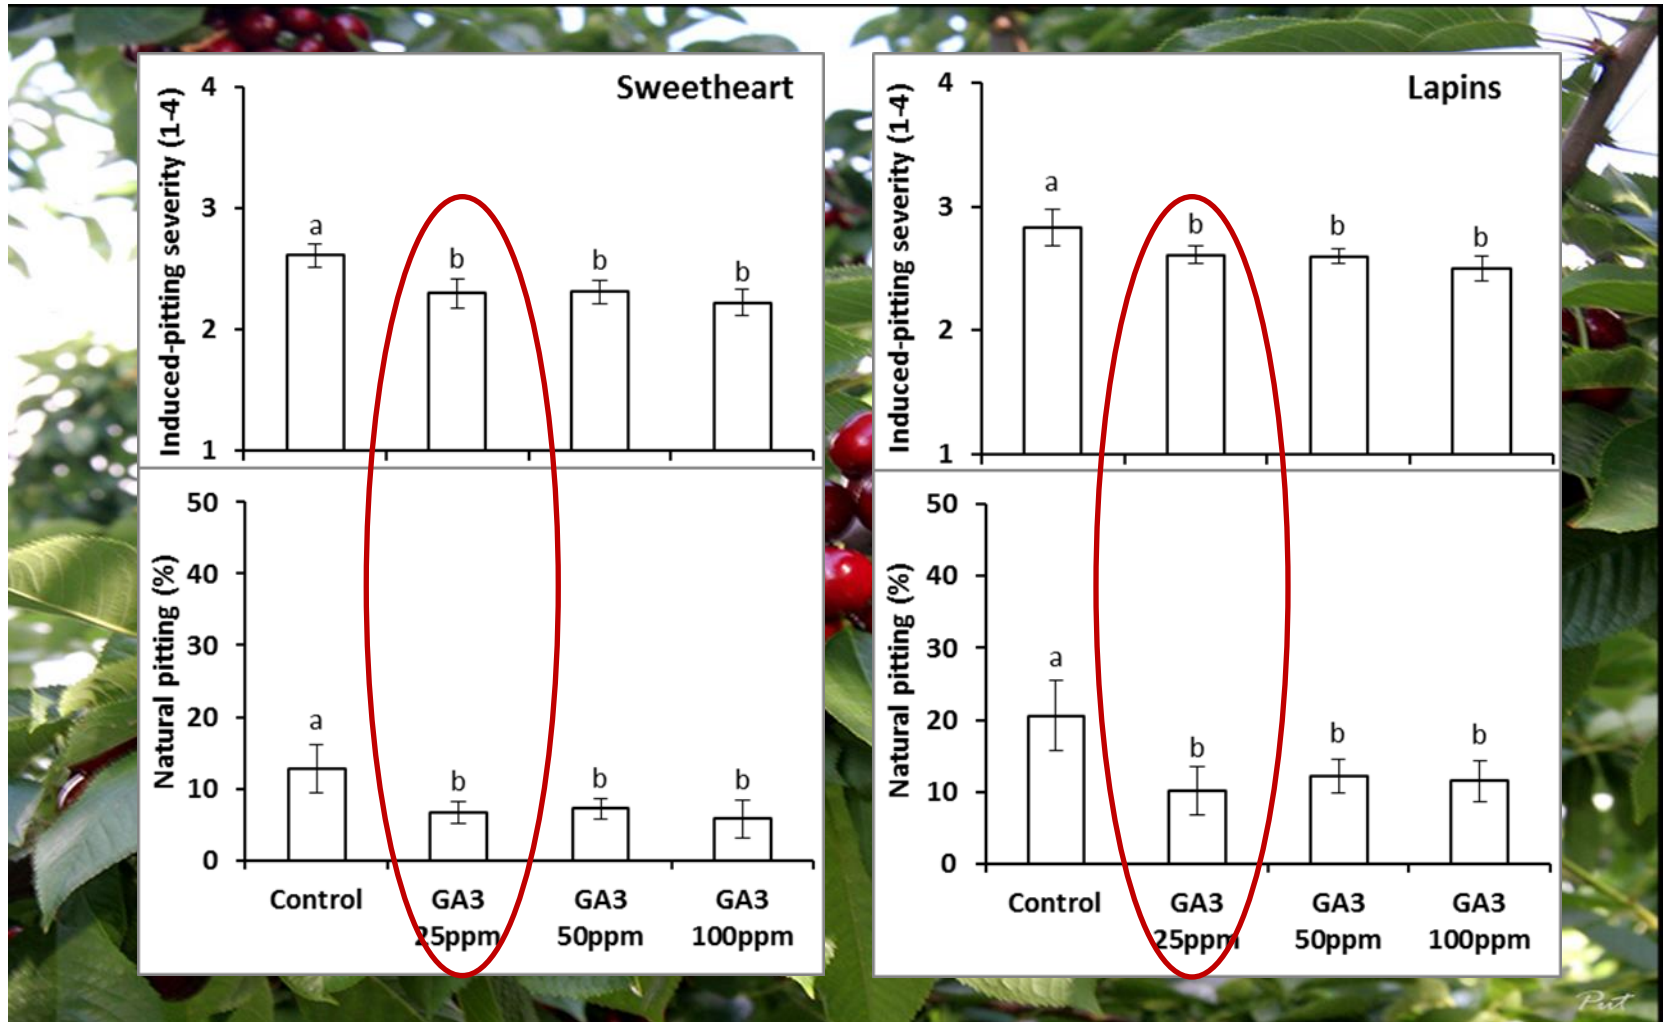 Sweetheart
Induced-pitting severity (1-4)
4
3
2
1
a
b
b
b
Natural pitting (%)
50
40
30
20
10
0
a
b
b
b
Control
GA3
25ppm
GA3
50ppm
GA3
100ppm
Lapins
Induced-pitting severity (1-4)
4
3
2
1
a
b
b
b
Natural pitting (%)
50
40
30
20
10
0
a
b
b
b
Control
GA3
25ppm
GA3
50ppm
GA3
100ppm